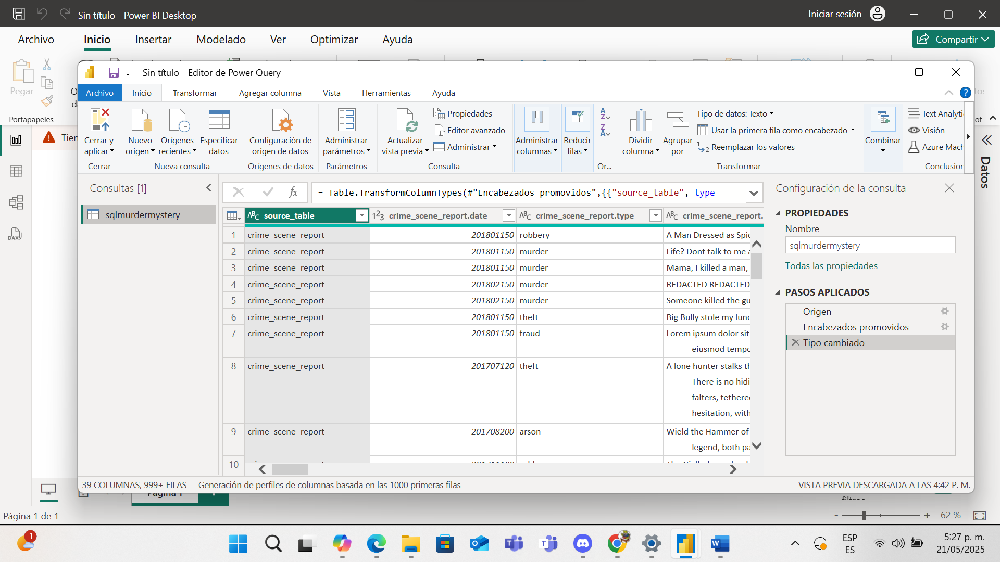 Sin título - Power BI Desktop
Iniciar sesión
Archivo
Inicio
Insertar
Modelado
Ver
Optimizar
Ayuda
Compartir
Pegar
Portapapeles
Sin título - Editor de Power Query
Archivo
Inicio
Transformar
Agregar columna
Vista
Herramientas
Ayuda
Cerrar y aplicar
Cerrar
Nuevo origen
Orígenes recientes
Especificar datos
Nueva consulta
Configuración de origen de datos
Orígenes de datos
Administrar parámetros
Parámetros
Actualizar vista previa
Propiedades
Editor avanzado
Administrar
Consulta
Administrar columnas
Reducir filas
Or...
Dividir columna
Agrupar por
Tipo de datos: Texto
Usar la primera fila como encabezado
Reemplazar los valores
Transformar
Combinar
Text Analyti
Visión
Azure Mach
Conclusion
Datos
Consultas [1]
sqlmurdermystery
fx
= Table.TransformColumnTypes(#"Encabezados promovidos",{{"source_table", type
source_table
crime_scene_report.date
crime_scene_report.type
crime_scene_report.
1 crime_scene_report 201801150 robbery A Man Dressed as Spic
2 crime_scene_report 201801150 murder Life? Dont talk to me a
3 crime_scene_report 201801150 murder Mama, I killed a man,
4 crime_scene_report 201802150 murder REDACTED REDACTED
5 crime_scene_report 201802150 murder Someone killed the gu
6 crime_scene_report 201801150 theft Big Bully stole my lunc
7 crime_scene_report 201801150 fraud Lorem ipsum dolor sit
eiusmod tempo
8 crime_scene_report 201707120 theft A lone hunter stalks th
There is no hidi
falters, tethered
hesitation, with
9 crime_scene_report 201708200 arson Wield the Hammer of
legend, both pa
10
Configuración de la consulta
PROPIEDADES
Nombre
sqlmurdermystery
Todas las propiedades
PASOS APLICADOS
Origen
Encabezados promovidos
Tipo cambiado
39 COLUMNAS, 999+ FILAS
Generación de perfiles de columnas basada en las 1000 primeras filas
VISTA PREVIA DESCARGADA A LAS 4:42 P. M.
Página 1
Página 1 de 1
62 %
1
ESP
ES
5:27 p. m.
21/05/2025